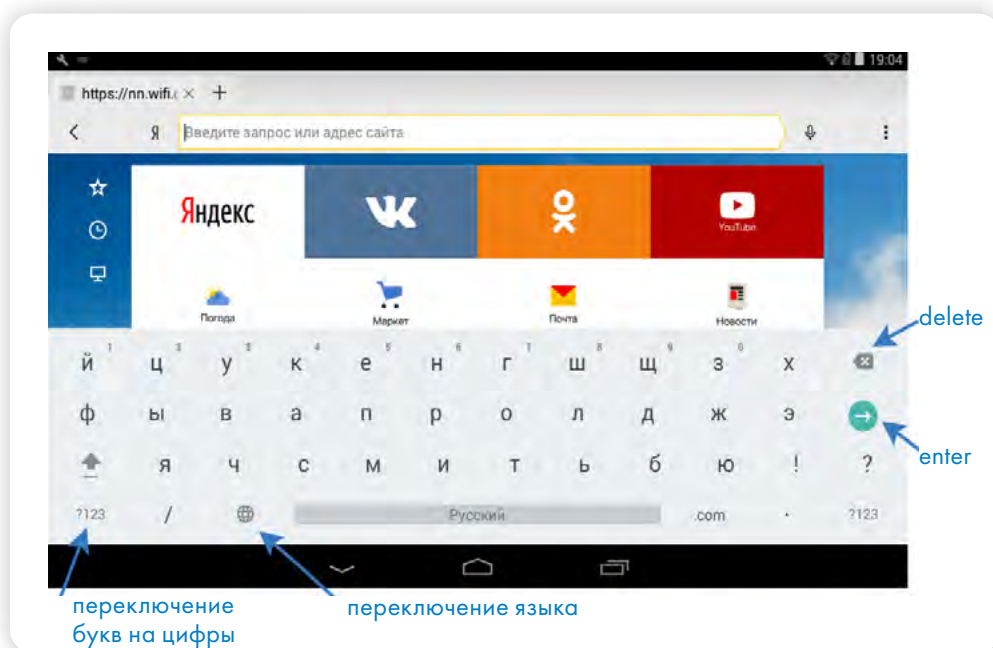 19:04
https://nn.wifi.
Я Введите запрос или адрес сайта
Яндекс
YouTube
Погода Маркет Почта Новости
delete
1 2 3 4 5 6 7 8 9 0
й ц у к е н г ш щ з х
ф ы в а п р о л д ж э
enter
я ч с м и т ь б ю ! ?
?123 / Русский .com . ?123
переключение
букв на цифры
переключение языка